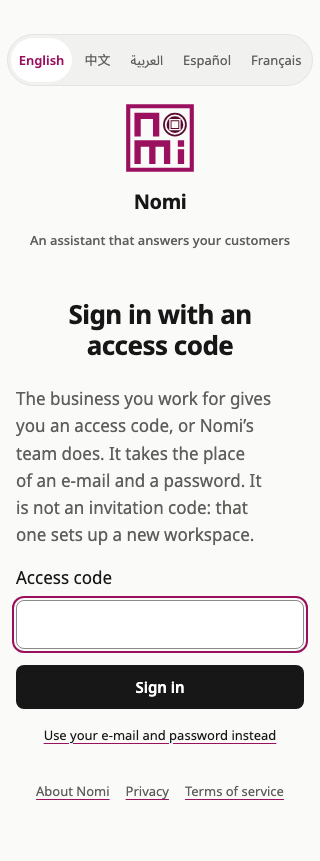 English 中文 العربية Español Français
nomi
Nomi
An assistant that answers your customers
Sign in with an
access code
The business you work for gives
you an access code, or Nomi’s
team does. It takes the place
of an e-mail and a password. It
is not an invitation code: that
one sets up a new workspace.
Access code
Sign in
Use your e-mail and password instead
About Nomi Privacy Terms of service